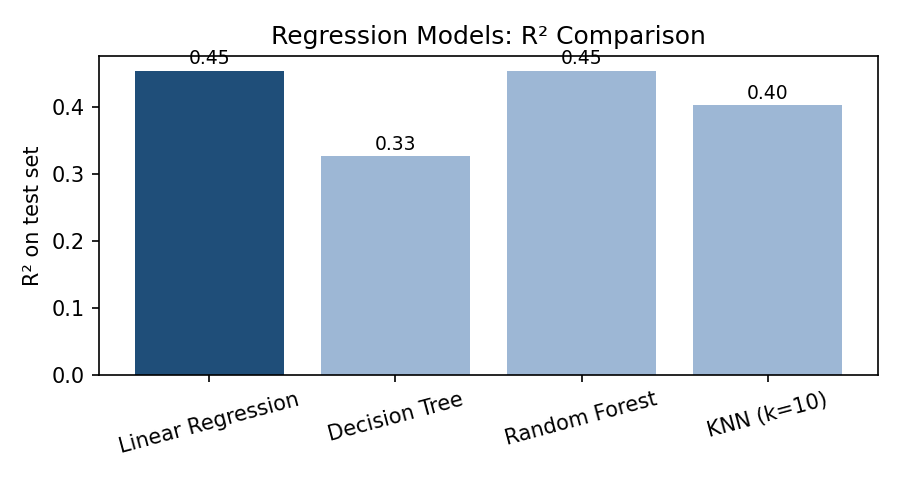 Regression Models: R² Comparison
R² on test set
0.4
0.3
0.2
0.1
0.0
0.45
0.33
0.45
0.40
Linear Regression
Decision Tree
Random Forest
KNN (k=10)